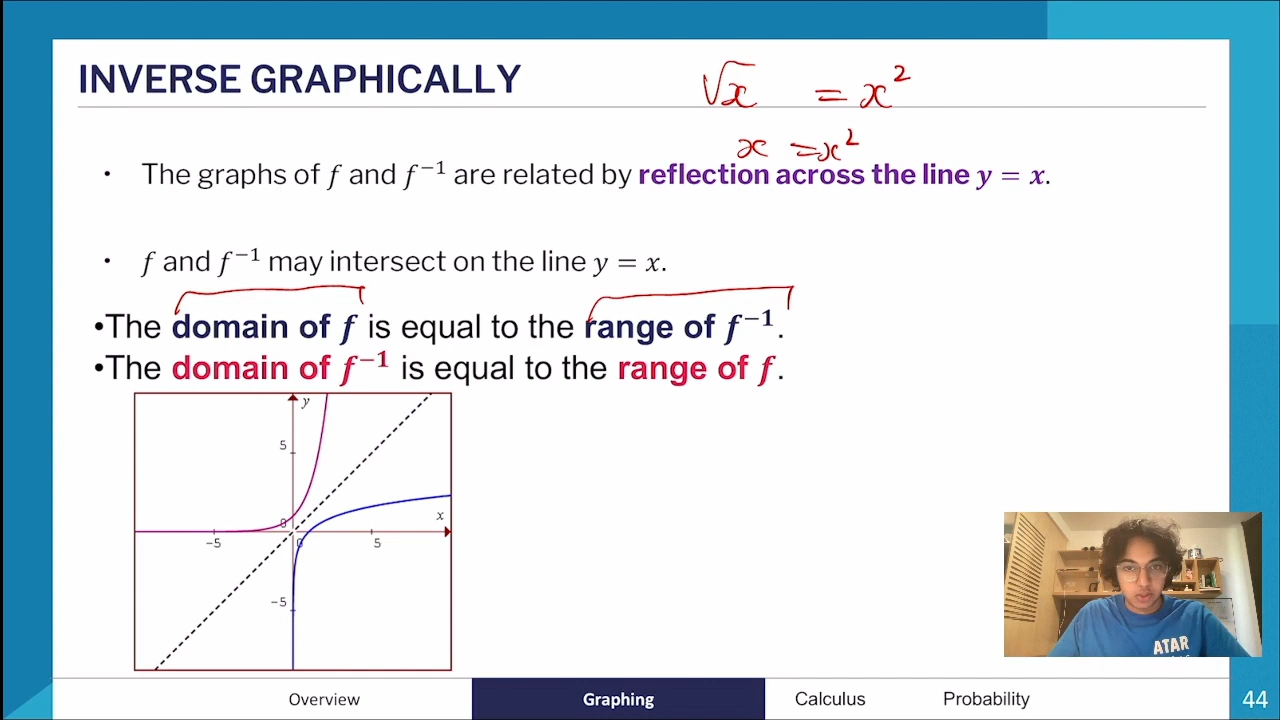 INVERSE GRAPHICALLY
√x = x²
x = x²
• The graphs of f and f⁻¹ are related by reflection across the line y = x.
• f and f⁻¹ may intersect on the line y = x.
•The domain of f is equal to the range of f⁻¹.
•The domain of f⁻¹ is equal to the range of f.
y
5
0
x
−5
0
5
−5
ATAR
Overview
Graphing
Calculus
Probability
44